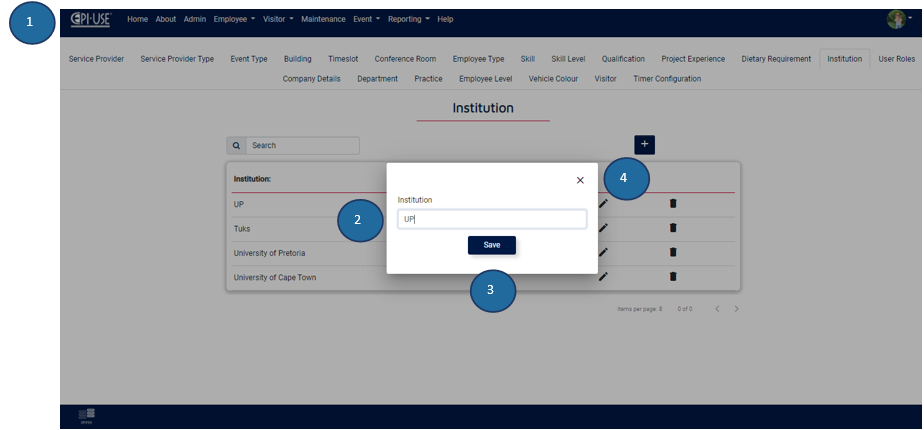 1
EPI-USE Home About Admin Employee Visitor Maintenance Event Reporting Help
Service Provider Service Provider Type Event Type Building Timeslot Conference Room Employee Type Skill Skill Level Qualification Project Experience Dietary Requirement Institution User Roles
Company Details Department Practice Employee Level Vehicle Colour Visitor Timer Configuration
Institution
Search +
Institution:
× 4
Institution
UP
2 UP
Tuks
Save
University of Pretoria
University of Cape Town
3
Items per page: 8 0 of 0